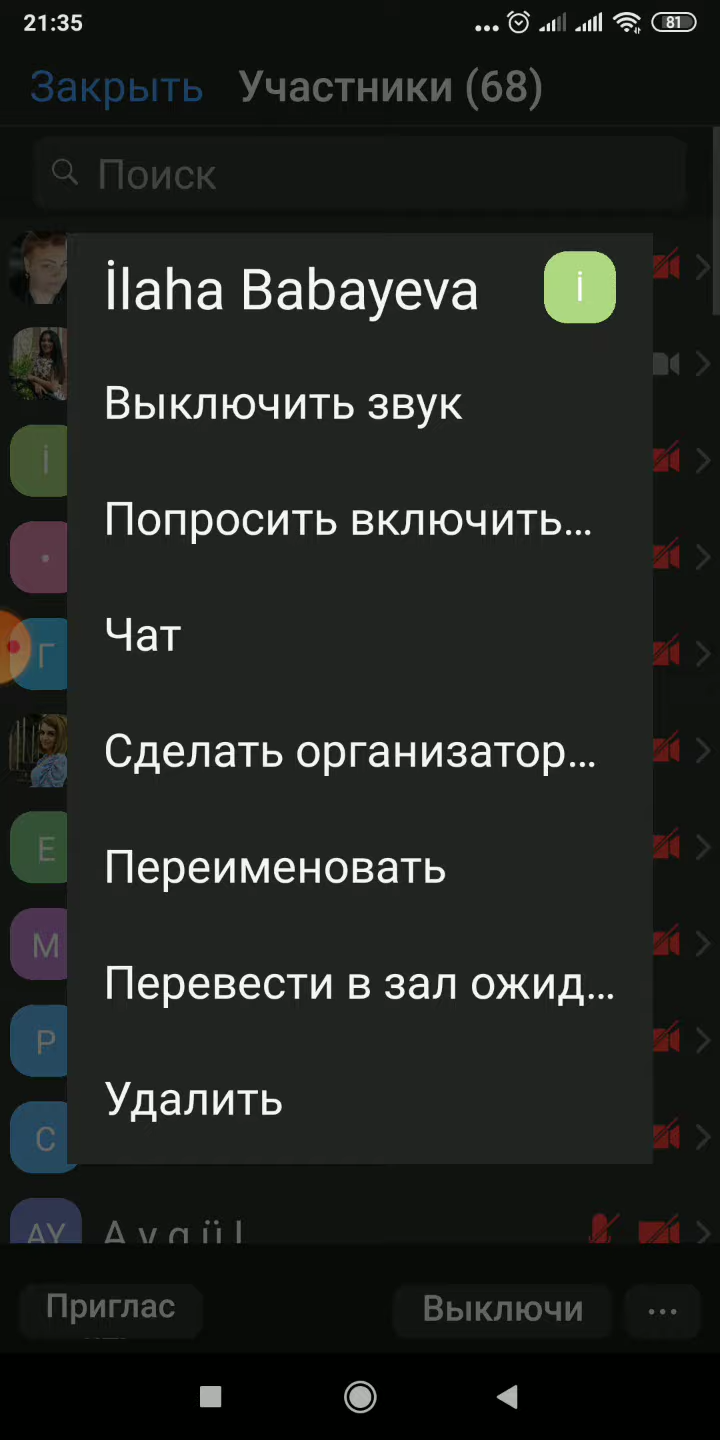 21:35
81
Закрыть Участники (68)
Поиск
İlaha Babayeva İ
Выключить звук
İ
Попросить включить...
Чат
Г
Сделать организатор...
Переименовать
E
M
Перевести в зал ожид...
P
Удалить
C
AY A y g ü l
Приглас Выключи ...